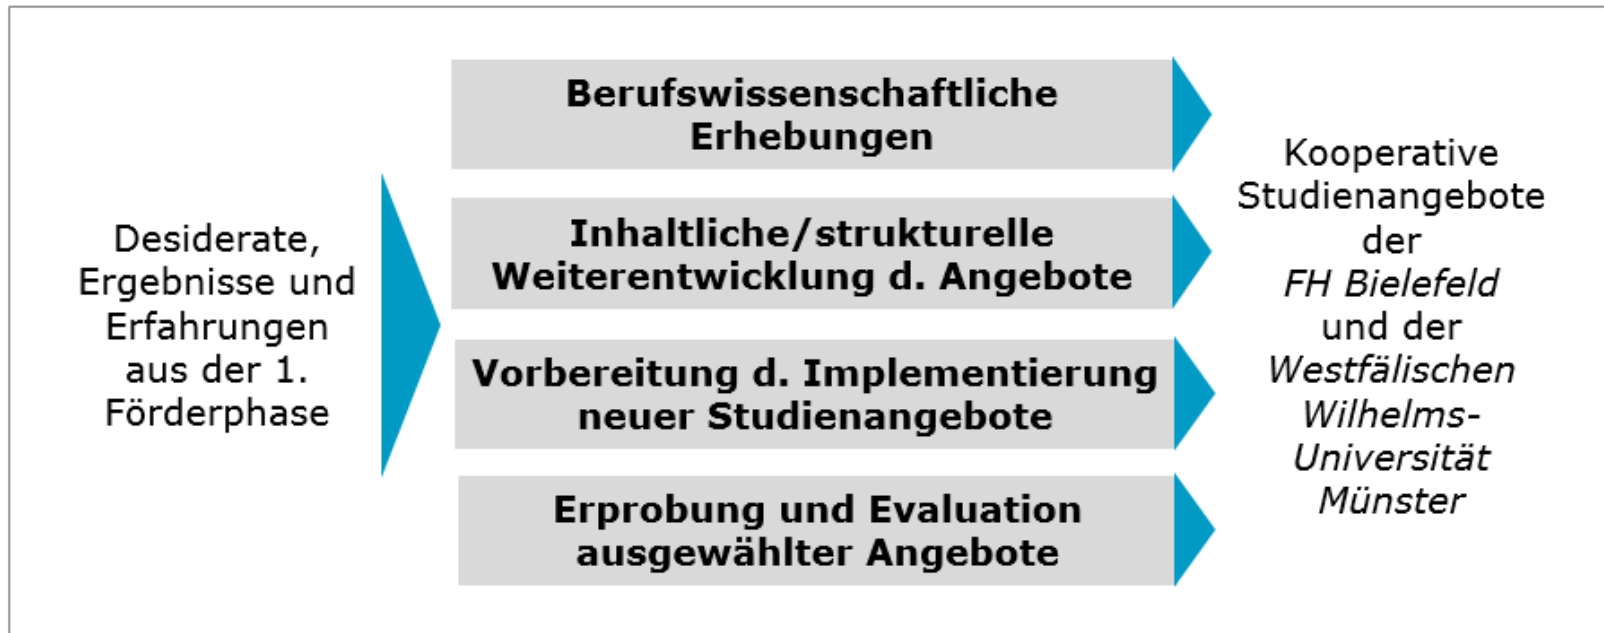 Desiderate,
Ergebnisse und
Erfahrungen
aus der 1.
Förderphase
Berufswissenschaftliche
Erhebungen
Inhaltliche/strukturelle
Weiterentwicklung d. Angebote
Vorbereitung d. Implementierung
neuer Studienangebote
Erprobung und Evaluation
ausgewählter Angebote
Kooperative
Studienangebote
der
FH Bielefeld
und der
Westfälischen
Wilhelms-
Universität
Münster